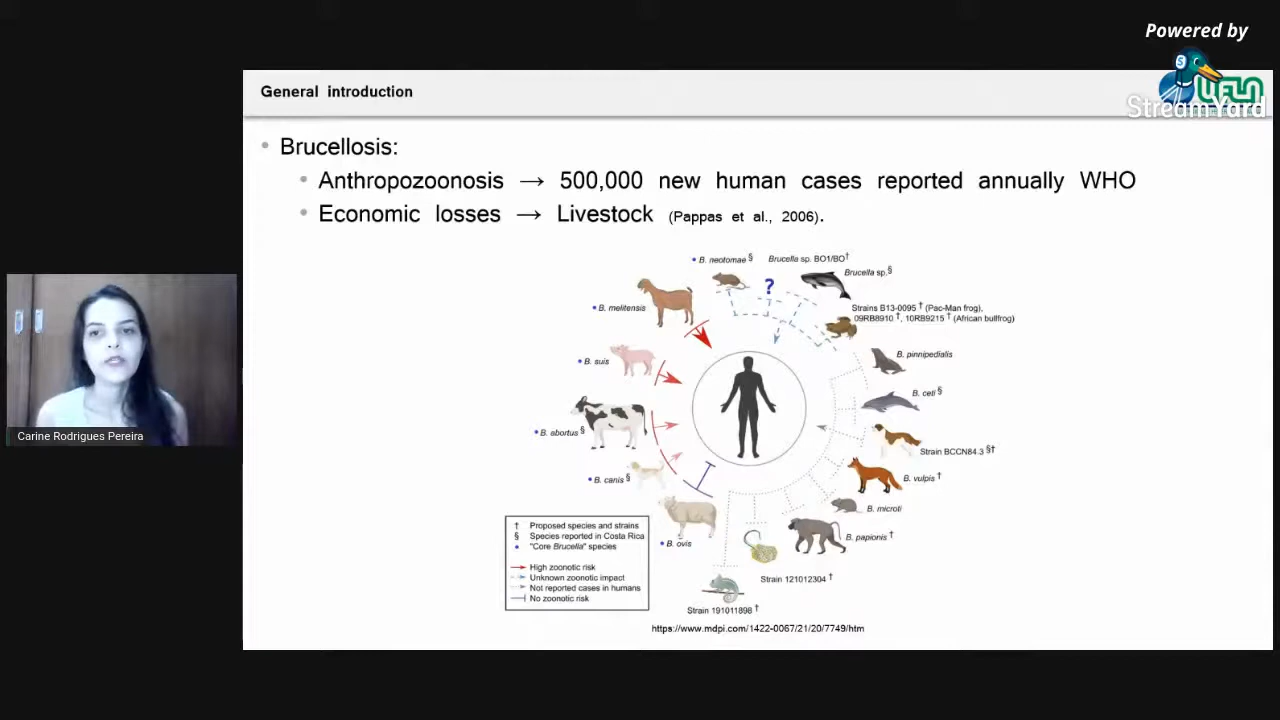 Powered by
StreamYard
UFLA
General introduction
Brucellosis:
Anthropozoonosis → 500,000 new human cases reported annually WHO
Economic losses → Livestock (Pappas et al., 2006).
• B. neotomae §
Brucella sp. BO1/BO†
Brucella sp.§
?
• B. melitensis
Strains B13-0095 † (Pac-Man frog),
09RB8910 †, 10RB9215 † (African bullfrog)
• B. suis
B. pinnipedialis
B. ceti §
• B. abortus §
Strain BCCN84.3 §†
• B. canis §
B. vulpis †
B. microti
• B. ovis
B. papionis †
Strain 121012304 †
Strain 191011898 †
† Proposed species and strains
§ Species reported in Costa Rica
• "Core Brucella" species
High zoonotic risk
Unknown zoonotic impact
Not reported cases in humans
No zoonotic risk
https://www.mdpi.com/1422-0067/21/20/7749/htm
Carine Rodrigues Pereira